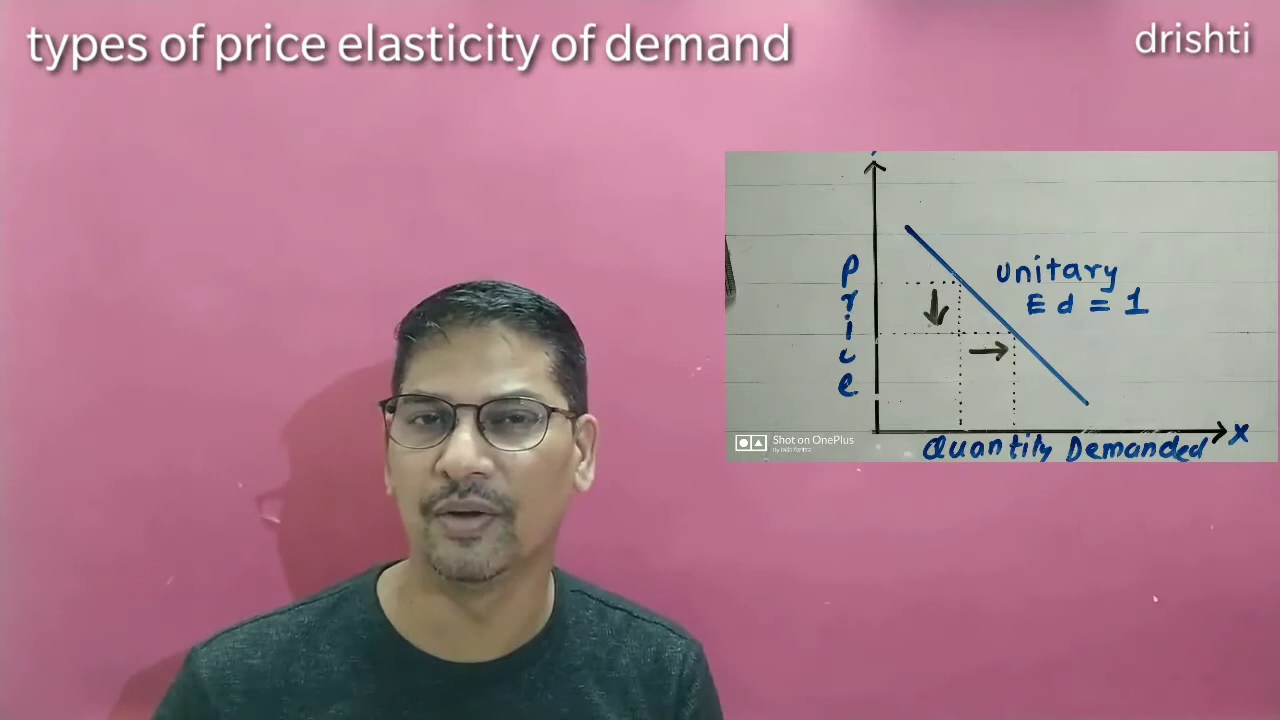 types of price elasticity of demand
drishti
Price
unitary
Ed = 1
Quantity Demanded
X
Shot on OnePlus